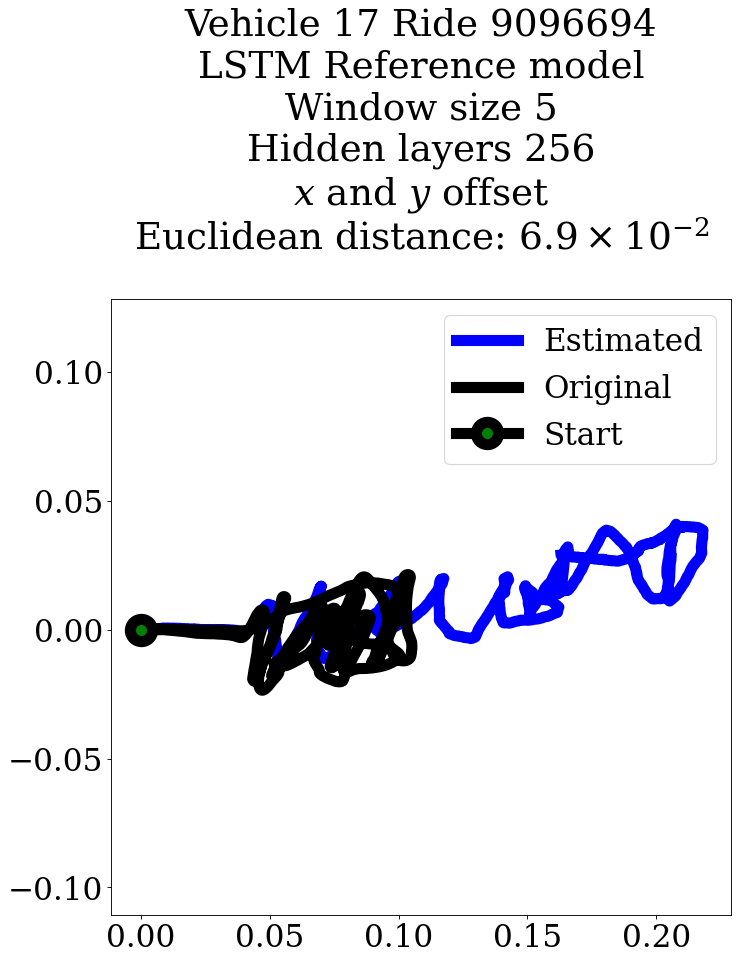 Vehicle 17 Ride 9096694
LSTM Reference model
Window size 5
Hidden layers 256
x and y offset
Euclidean distance: 6.9 × 10⁻²
Estimated
Original
Start
0.10
0.05
0.00
−0.05
−0.10
0.00 0.05 0.10 0.15 0.20